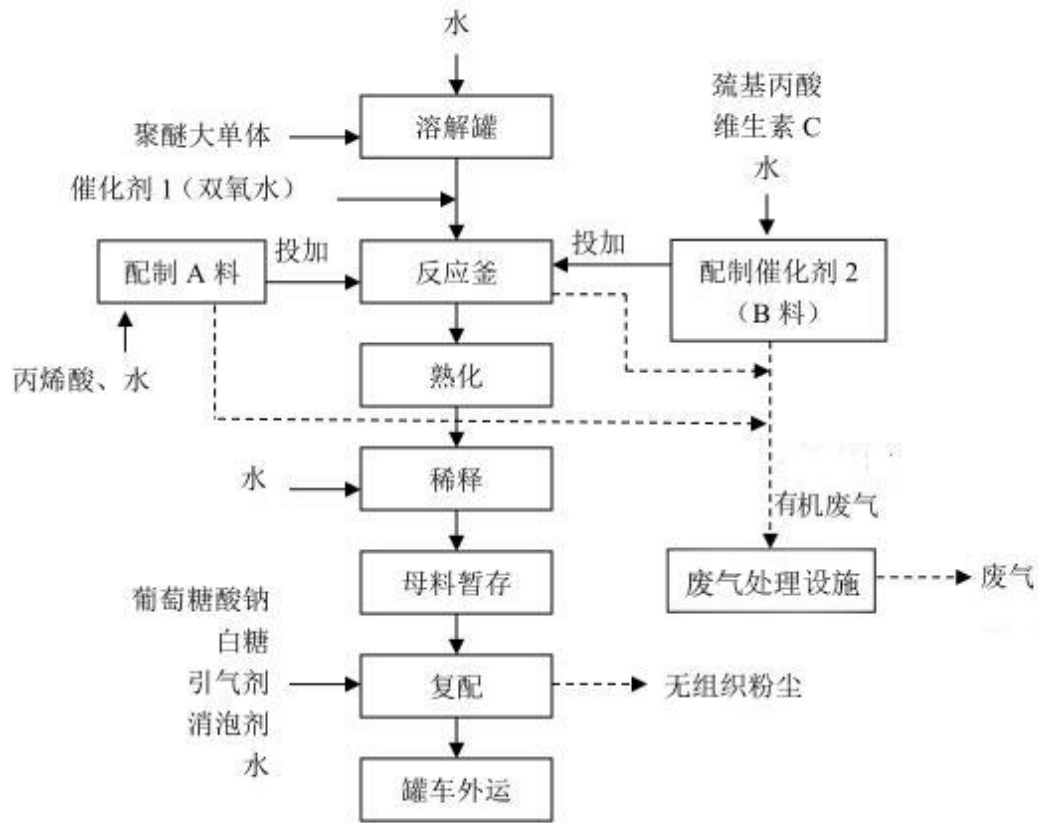 水
巯基丙酸
维生素 C
水
聚醚大单体
溶解罐
催化剂 1（双氧水）
投加
投加
配制 A 料
反应釜
配制催化剂 2
（B 料）
丙烯酸、水
熟化
水
稀释
有机废气
母料暂存
废气处理设施
废气
葡萄糖酸钠
白糖
引气剂
消泡剂
水
复配
无组织粉尘
罐车外运